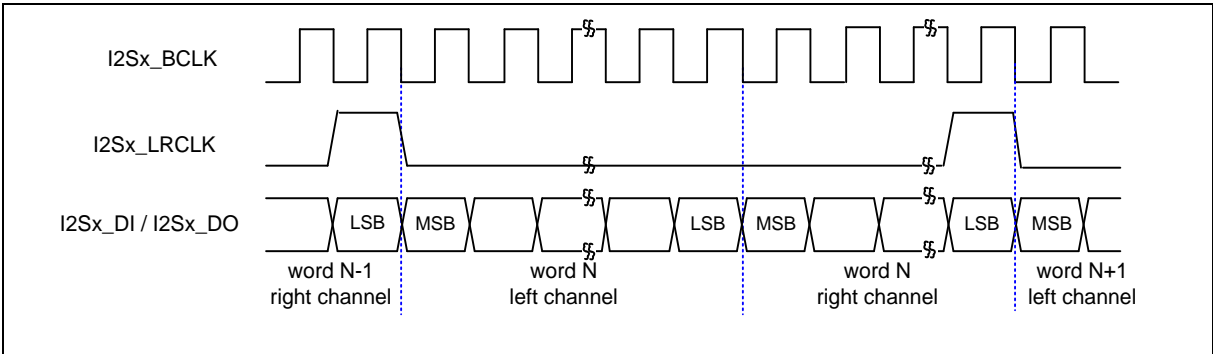 I2Sx_BCLK
I2Sx_LRCLK
I2Sx_DI / I2Sx_DO
LSB MSB LSB MSB LSB MSB
word N-1 word N word N word N+1
right channel left channel right channel left channel